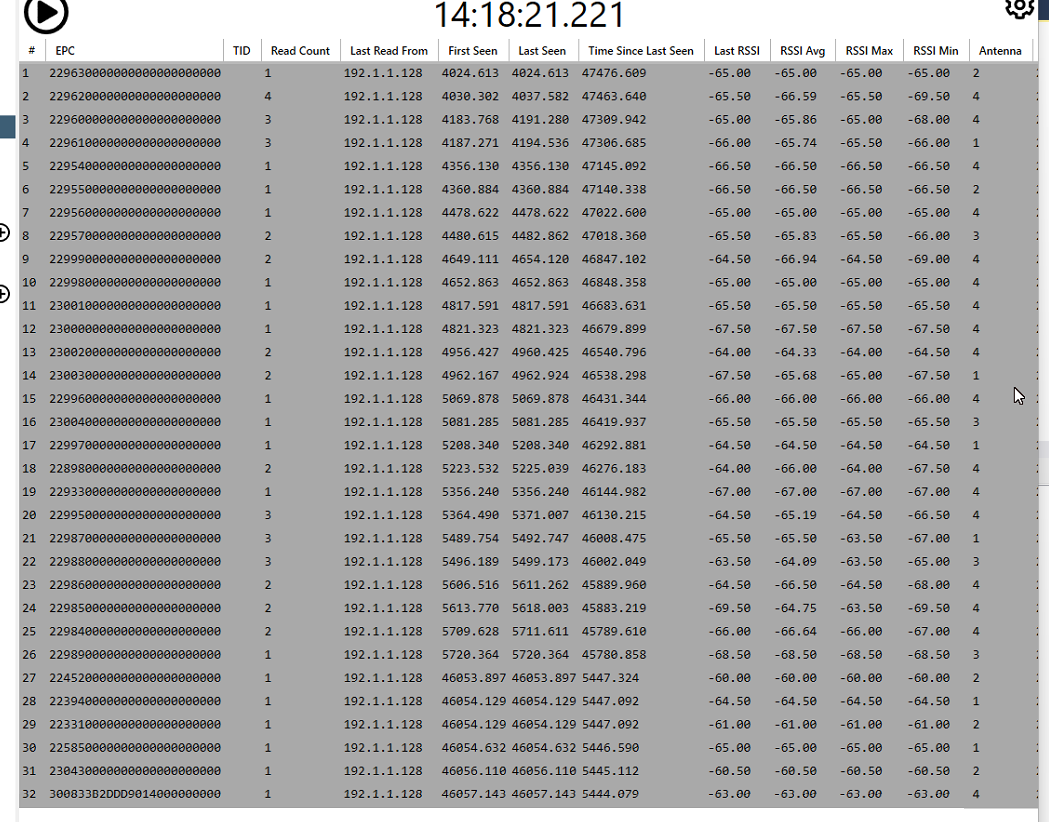 14:18:21.221
# EPC TID Read Count Last Read From First Seen Last Seen Time Since Last Seen Last RSSI RSSI Avg RSSI Max RSSI Min Antenna
1 229630000000000000000000 1 192.1.1.128 4024.613 4024.613 47476.609 -65.00 -65.00 -65.00 -65.00 2
2 229620000000000000000000 4 192.1.1.128 4030.302 4037.582 47463.640 -65.50 -66.59 -65.50 -69.50 4
3 229600000000000000000000 3 192.1.1.128 4183.768 4191.280 47309.942 -65.00 -65.86 -65.00 -68.00 4
4 229610000000000000000000 3 192.1.1.128 4187.271 4194.536 47306.685 -66.00 -65.74 -65.50 -66.00 1
5 229540000000000000000000 1 192.1.1.128 4356.130 4356.130 47145.092 -66.50 -66.50 -66.50 -66.50 4
6 229550000000000000000000 1 192.1.1.128 4360.884 4360.884 47140.338 -66.50 -66.50 -66.50 -66.50 2
7 229560000000000000000000 1 192.1.1.128 4478.622 4478.622 47022.600 -65.00 -65.00 -65.00 -65.00 4
8 229570000000000000000000 2 192.1.1.128 4480.615 4482.862 47018.360 -65.50 -65.83 -65.50 -66.00 3
9 229990000000000000000000 2 192.1.1.128 4649.111 4654.120 46847.102 -64.50 -66.94 -64.50 -69.00 4
10 229980000000000000000000 1 192.1.1.128 4652.863 4652.863 46848.358 -65.00 -65.00 -65.00 -65.00 4
11 230010000000000000000000 1 192.1.1.128 4817.591 4817.591 46683.631 -65.50 -65.50 -65.50 -65.50 4
12 230000000000000000000000 1 192.1.1.128 4821.323 4821.323 46679.899 -67.50 -67.50 -67.50 -67.50 4
13 230020000000000000000000 2 192.1.1.128 4956.427 4960.425 46540.796 -64.00 -64.33 -64.00 -64.50 4
14 230030000000000000000000 2 192.1.1.128 4962.167 4962.924 46538.298 -67.50 -65.68 -65.00 -67.50 1
15 229960000000000000000000 1 192.1.1.128 5069.878 5069.878 46431.344 -66.00 -66.00 -66.00 -66.00 4
16 230040000000000000000000 1 192.1.1.128 5081.285 5081.285 46419.937 -65.50 -65.50 -65.50 -65.50 3
17 229970000000000000000000 1 192.1.1.128 5208.340 5208.340 46292.881 -64.50 -64.50 -64.50 -64.50 1
18 228980000000000000000000 2 192.1.1.128 5223.532 5225.039 46276.183 -64.00 -66.00 -64.00 -67.50 4
19 229330000000000000000000 1 192.1.1.128 5356.240 5356.240 46144.982 -67.00 -67.00 -67.00 -67.00 4
20 229950000000000000000000 3 192.1.1.128 5364.490 5371.007 46130.215 -64.50 -65.19 -64.50 -66.50 4
21 229870000000000000000000 3 192.1.1.128 5489.754 5492.747 46008.475 -65.50 -65.50 -63.50 -67.00 1
22 229880000000000000000000 3 192.1.1.128 5496.189 5499.173 46002.049 -63.50 -64.09 -63.50 -65.00 3
23 229860000000000000000000 2 192.1.1.128 5606.516 5611.262 45889.960 -64.50 -66.50 -64.50 -68.00 4
24 229850000000000000000000 2 192.1.1.128 5613.770 5618.003 45883.219 -69.50 -64.75 -63.50 -69.50 4
25 229840000000000000000000 2 192.1.1.128 5709.628 5711.611 45789.610 -66.00 -66.64 -66.00 -67.00 4
26 229890000000000000000000 1 192.1.1.128 5720.364 5720.364 45780.858 -68.50 -68.50 -68.50 -68.50 3
27 224520000000000000000000 1 192.1.1.128 46053.897 46053.897 5447.324 -60.00 -60.00 -60.00 -60.00 2
28 223940000000000000000000 1 192.1.1.128 46054.129 46054.129 5447.092 -64.50 -64.50 -64.50 -64.50 1
29 223310000000000000000000 1 192.1.1.128 46054.129 46054.129 5447.092 -61.00 -61.00 -61.00 -61.00 2
30 225850000000000000000000 1 192.1.1.128 46054.632 46054.632 5446.590 -65.00 -65.00 -65.00 -65.00 1
31 230430000000000000000000 1 192.1.1.128 46056.110 46056.110 5445.112 -60.50 -60.50 -60.50 -60.50 2
32 300833B2DDD9014000000000 1 192.1.1.128 46057.143 46057.143 5444.079 -63.00 -63.00 -63.00 -63.00 4